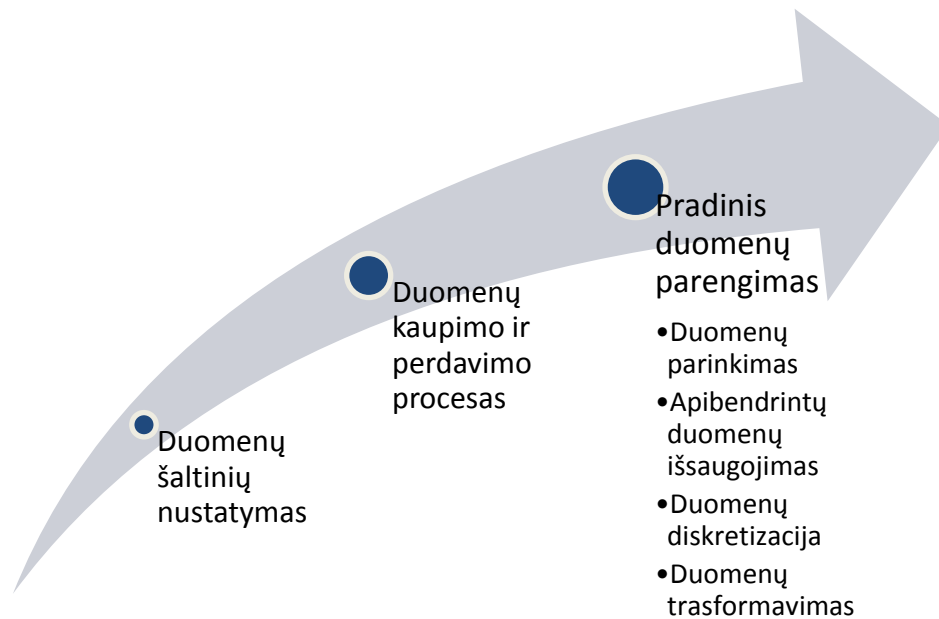 Duomenų
šaltinių
nustatymas
Duomenų
kaupimo ir
perdavimo
procesas
Pradinis
duomenų
parengimas
•Duomenų
parinkimas
•Apibendrintų
duomenų
išsaugojimas
•Duomenų
diskretizacija
•Duomenų
trasformavimas